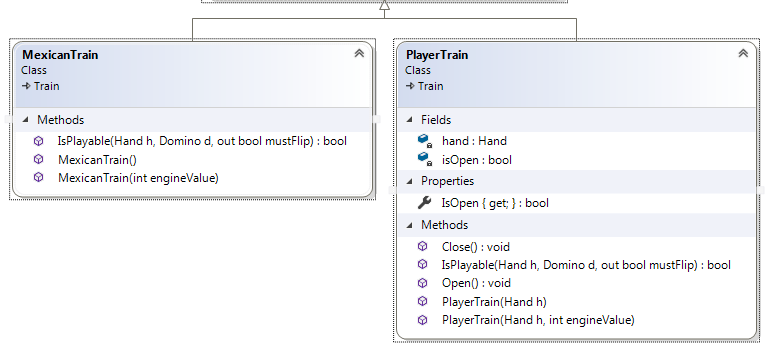 MexicanTrain
Class
Train
Methods
IsPlayable(Hand h, Domino d, out bool mustFlip) : bool
MexicanTrain()
MexicanTrain(int engineValue)
PlayerTrain
Class
Train
Fields
hand : Hand
isOpen : bool
Properties
IsOpen { get; } : bool
Methods
Close() : void
IsPlayable(Hand h, Domino d, out bool mustFlip) : bool
Open() : void
PlayerTrain(Hand h)
PlayerTrain(Hand h, int engineValue)